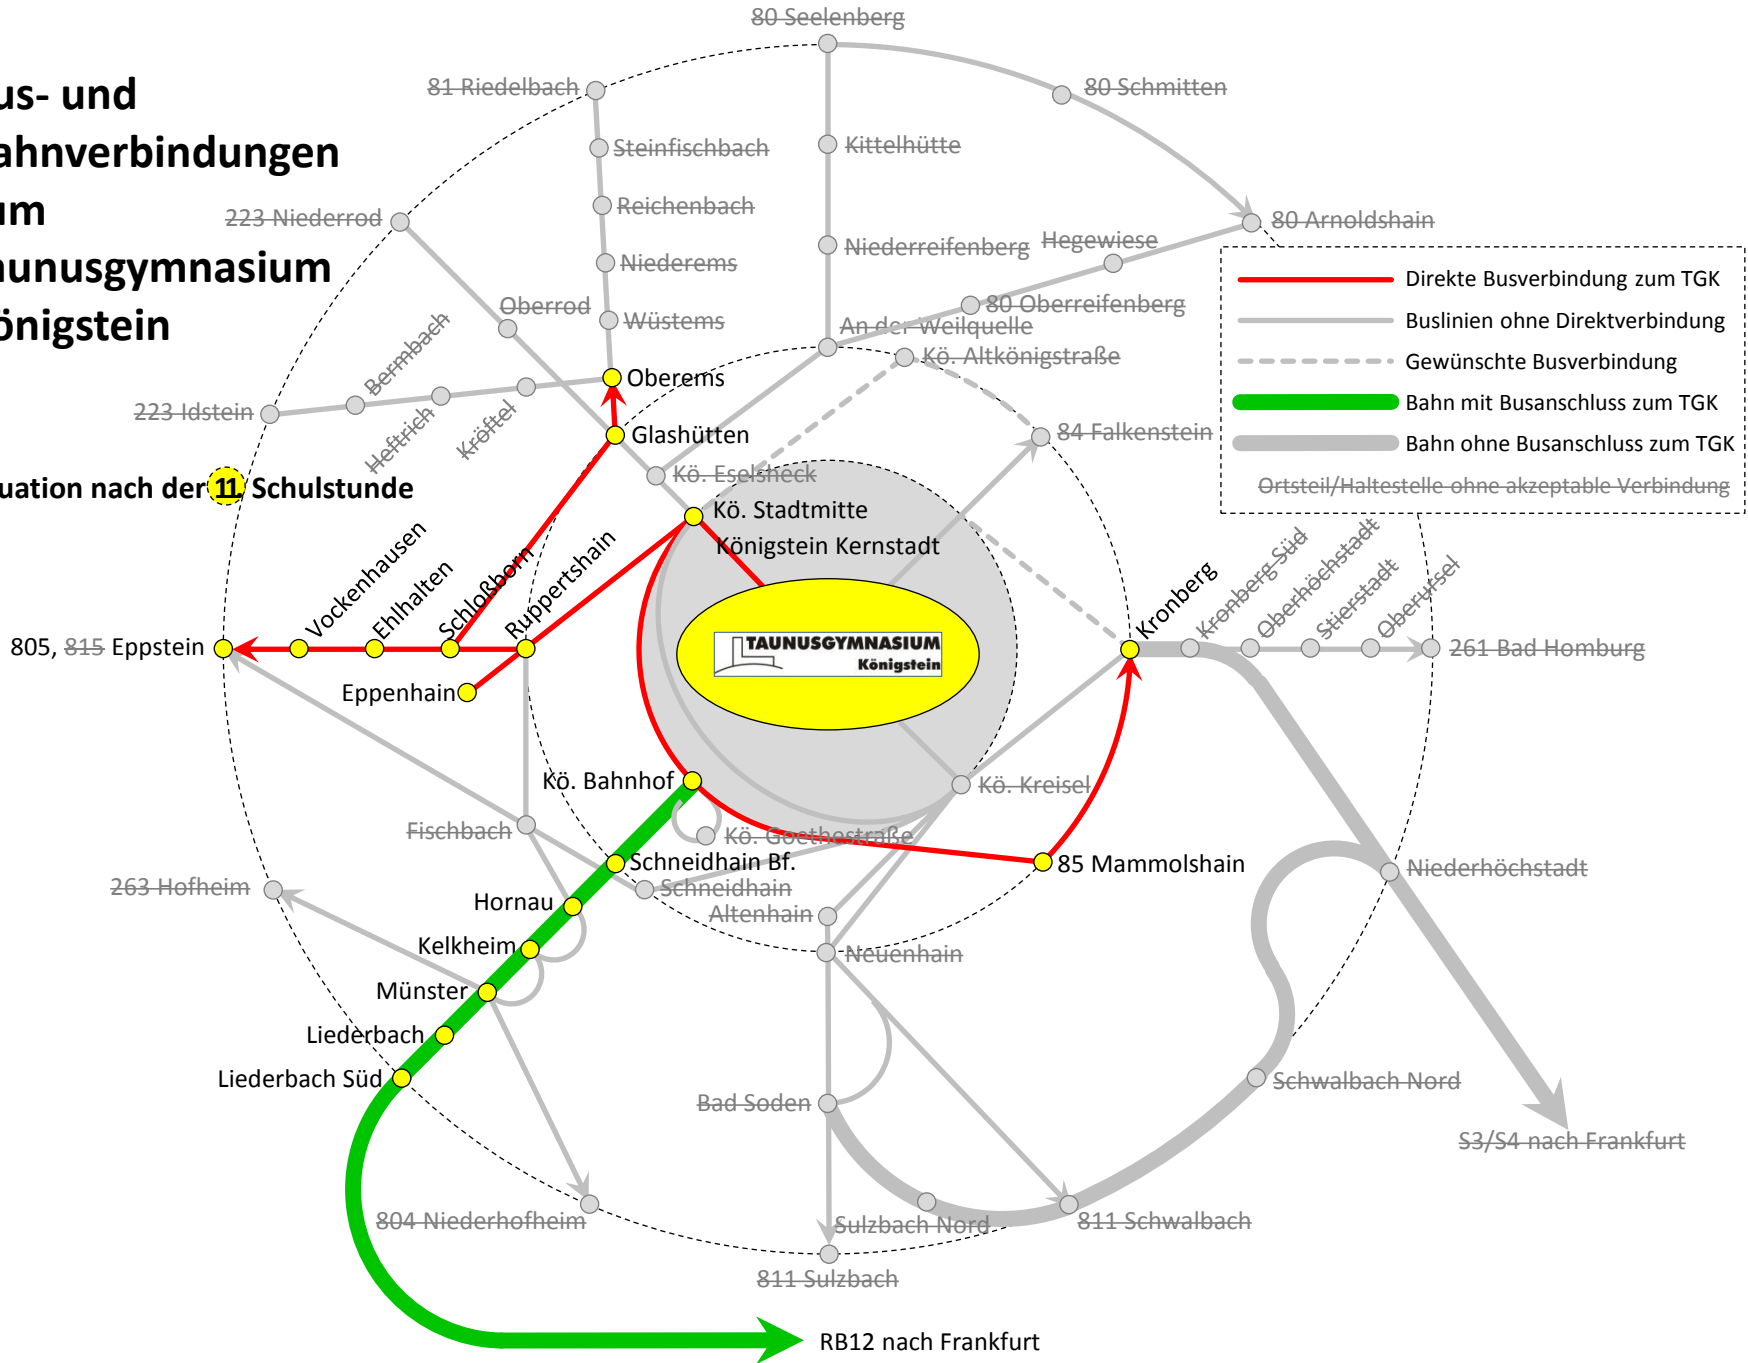 us- und
ahnverbindungen
um
aunusgymnasium
önigstein
uation nach der 11. Schulstunde
80 Seelenberg
81 Riedelbach
80 Schmitten
Steinfischbach
Kittelhütte
Reichenbach
223 Niederrod
80 Arnoldshain
Niederems
Niederreifenberg
Hegewiese
Oberrod
Wüstems
80 Oberreifenberg
An der Weilquelle
Kö. Altkönigstraße
Bermbach
Oberems
223 Idstein
Heftrich
Kröftel
Glashütten
84 Falkenstein
Kö. Eselsheck
Kö. Stadtmitte
Königstein Kernstadt
Direkte Busverbindung zum TGK
Buslinien ohne Direktverbindung
Gewünschte Busverbindung
Bahn mit Busanschluss zum TGK
Bahn ohne Busanschluss zum TGK
Ortsteil/Haltestelle ohne akzeptable Verbindung
Vockenhausen
Ehlhalten
Schloßborn
Ruppertshain
Kronberg
Kronberg Süd
Oberhöchstadt
Stierstadt
Oberursel
805, 815 Eppstein
TAUNUSGYMNASIUM
Königstein
261 Bad Homburg
Eppenhain
Kö. Bahnhof
Kö. Kreisel
Fischbach
Kö. Goethestraße
Schneidhain Bf.
85 Mammolshain
Niederhöchstadt
263 Hofheim
Schneidhain
Hornau
Altenhain
Kelkheim
Neuenhain
Münster
Liederbach
Liederbach Süd
Schwalbach Nord
Bad Soden
S3/S4 nach Frankfurt
804 Niederhofheim
Sulzbach Nord
811 Schwalbach
811 Sulzbach
RB12 nach Frankfurt